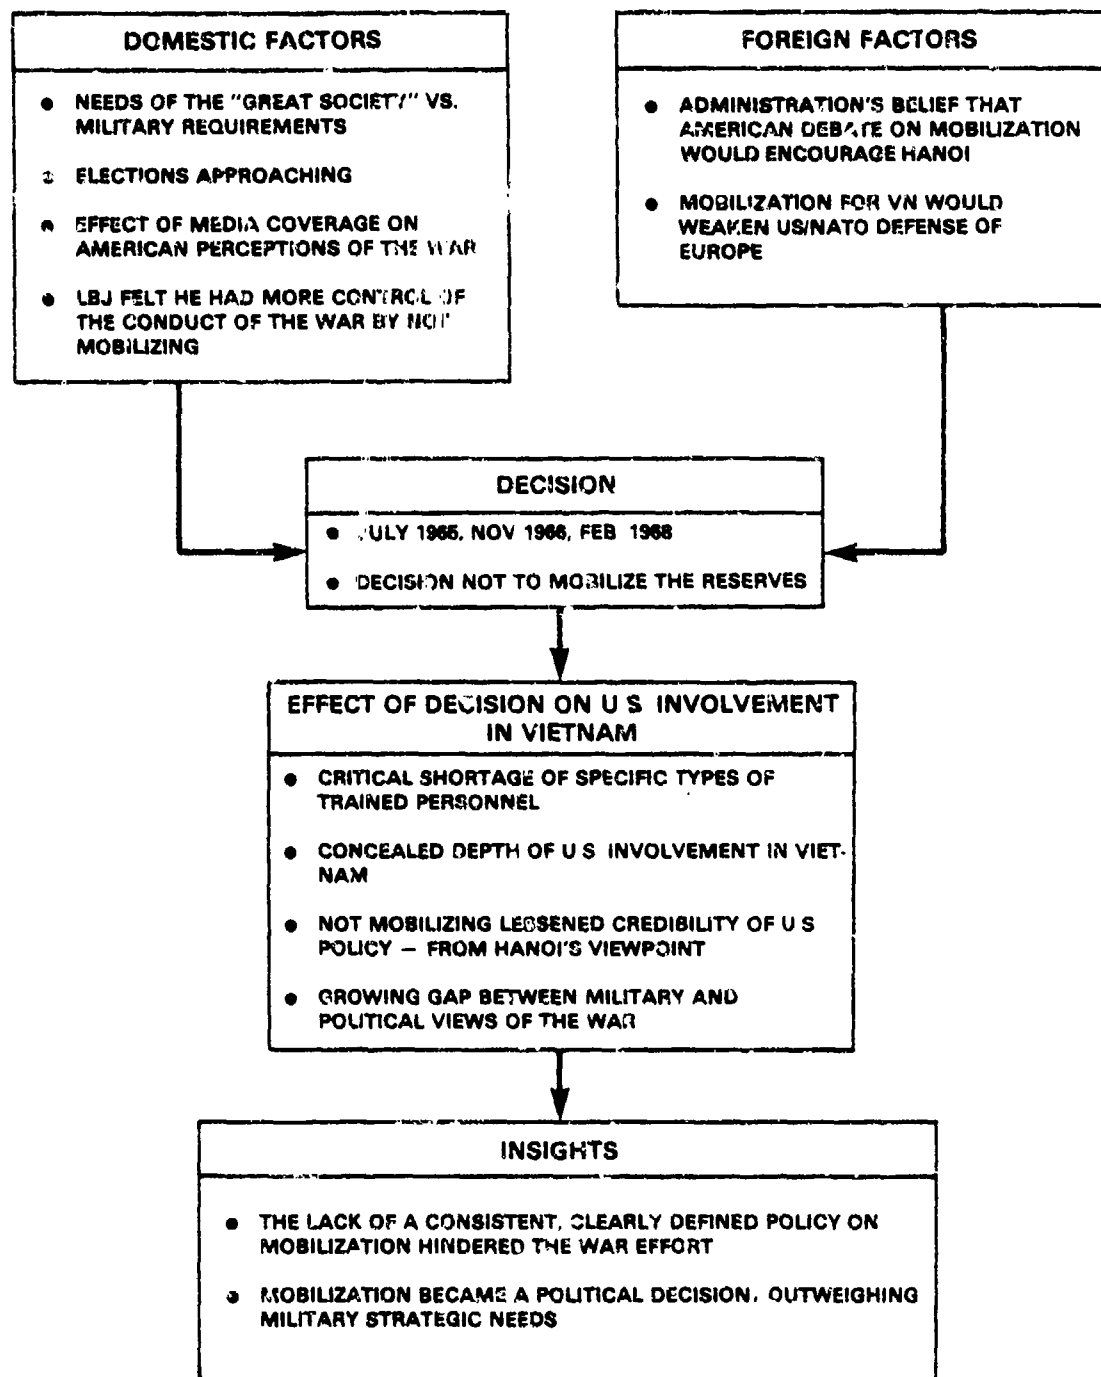 DOMESTIC FACTORS
● NEEDS OF THE "GREAT SOCIETY" VS.
MILITARY REQUIREMENTS
● ELECTIONS APPROACHING
● EFFECT OF MEDIA COVERAGE ON
AMERICAN PERCEPTIONS OF THE WAR
● LBJ FELT HE HAD MORE CONTROL OF
THE CONDUCT OF THE WAR BY NOT
MOBILIZING
FOREIGN FACTORS
● ADMINISTRATION'S BELIEF THAT
AMERICAN DEBATE ON MOBILIZATION
WOULD ENCOURAGE HANOI
● MOBILIZATION FOR VN WOULD
WEAKEN US/NATO DEFENSE OF
EUROPE
DECISION
● JULY 1965, NOV 1966, FEB 1968
● DECISION NOT TO MOBILIZE THE RESERVES
EFFECT OF DECISION ON U S INVOLVEMENT
IN VIETNAM
● CRITICAL SHORTAGE OF SPECIFIC TYPES OF
TRAINED PERSONNEL
● CONCEALED DEPTH OF U S INVOLVEMENT IN VIET-
NAM
● NOT MOBILIZING LESSENED CREDIBILITY OF U S
POLICY — FROM HANOI'S VIEWPOINT
● GROWING GAP BETWEEN MILITARY AND
POLITICAL VIEWS OF THE WAR
INSIGHTS
● THE LACK OF A CONSISTENT, CLEARLY DEFINED POLICY ON
MOBILIZATION HINDERED THE WAR EFFORT
● MOBILIZATION BECAME A POLITICAL DECISION, OUTWEIGHING
MILITARY STRATEGIC NEEDS